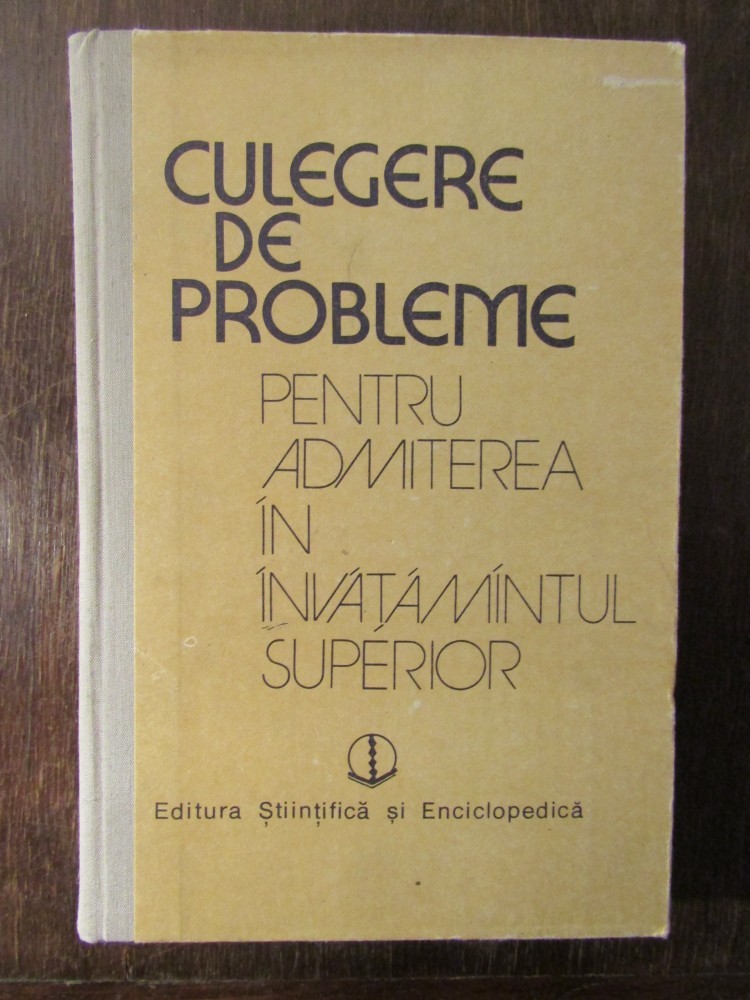 CULEGERE
DE
PROBLEME
PENTRU
ADMITEREA
ÎN
ÎNVĂȚĂMÎNTUL
SUPERIOR
Editura Științifică și Enciclopedică